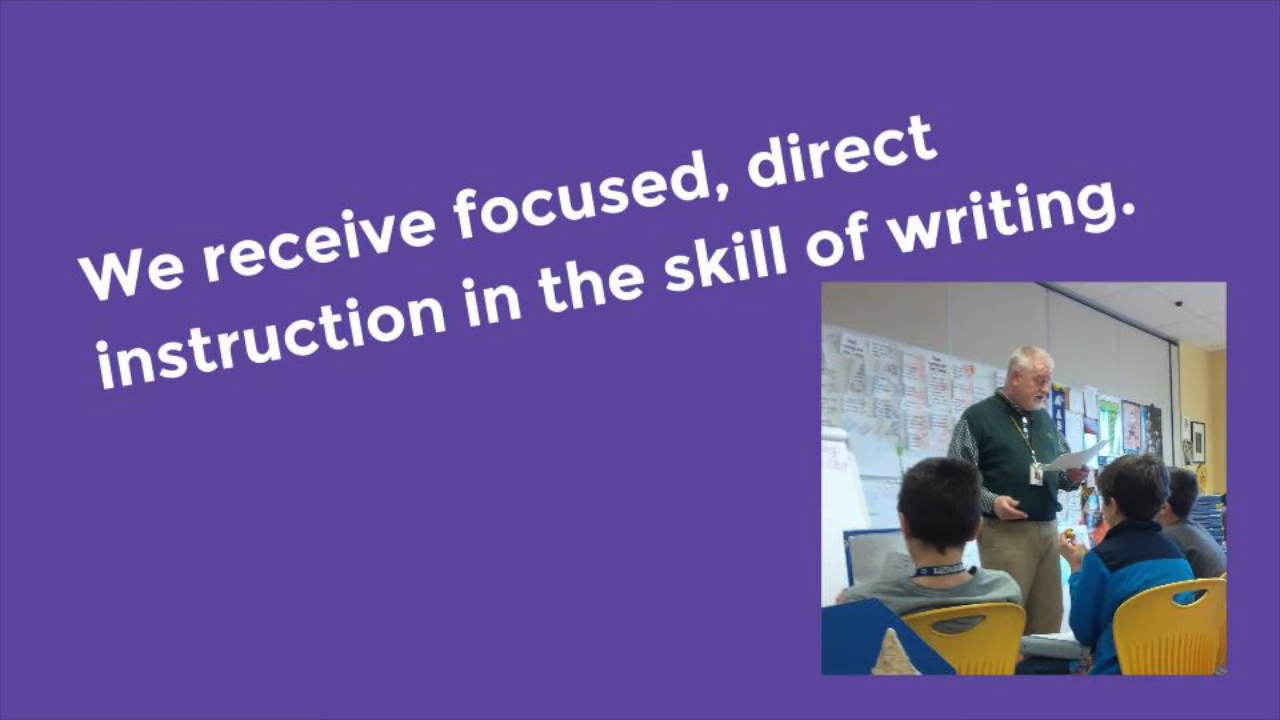 We receive focused, direct
instruction in the skill of writing.